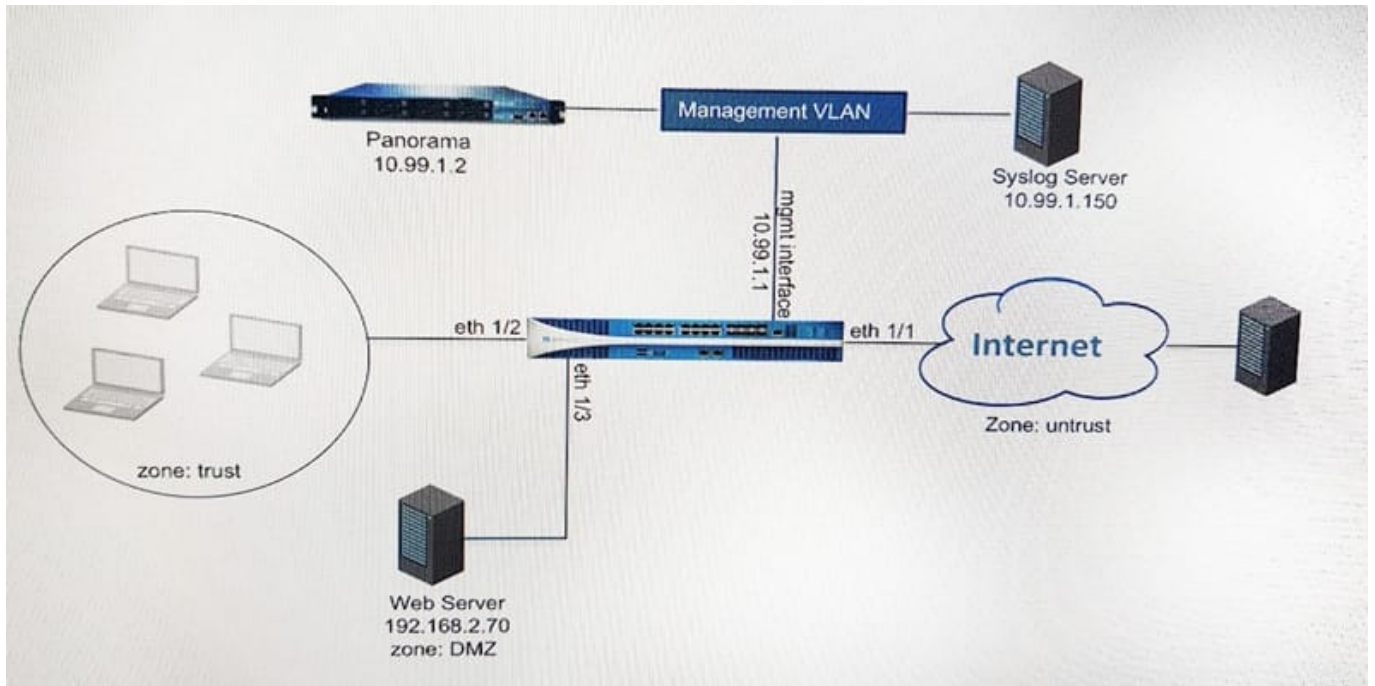 Management VLAN
Panorama
10.99.1.2
Syslog Server
10.99.1.150
mgmt interface
10.99.1.1
eth 1/2
eth 1/1
Internet
eth 1/3
Zone: untrust
zone: trust
Web Server
192.168.2.70
zone: DMZ